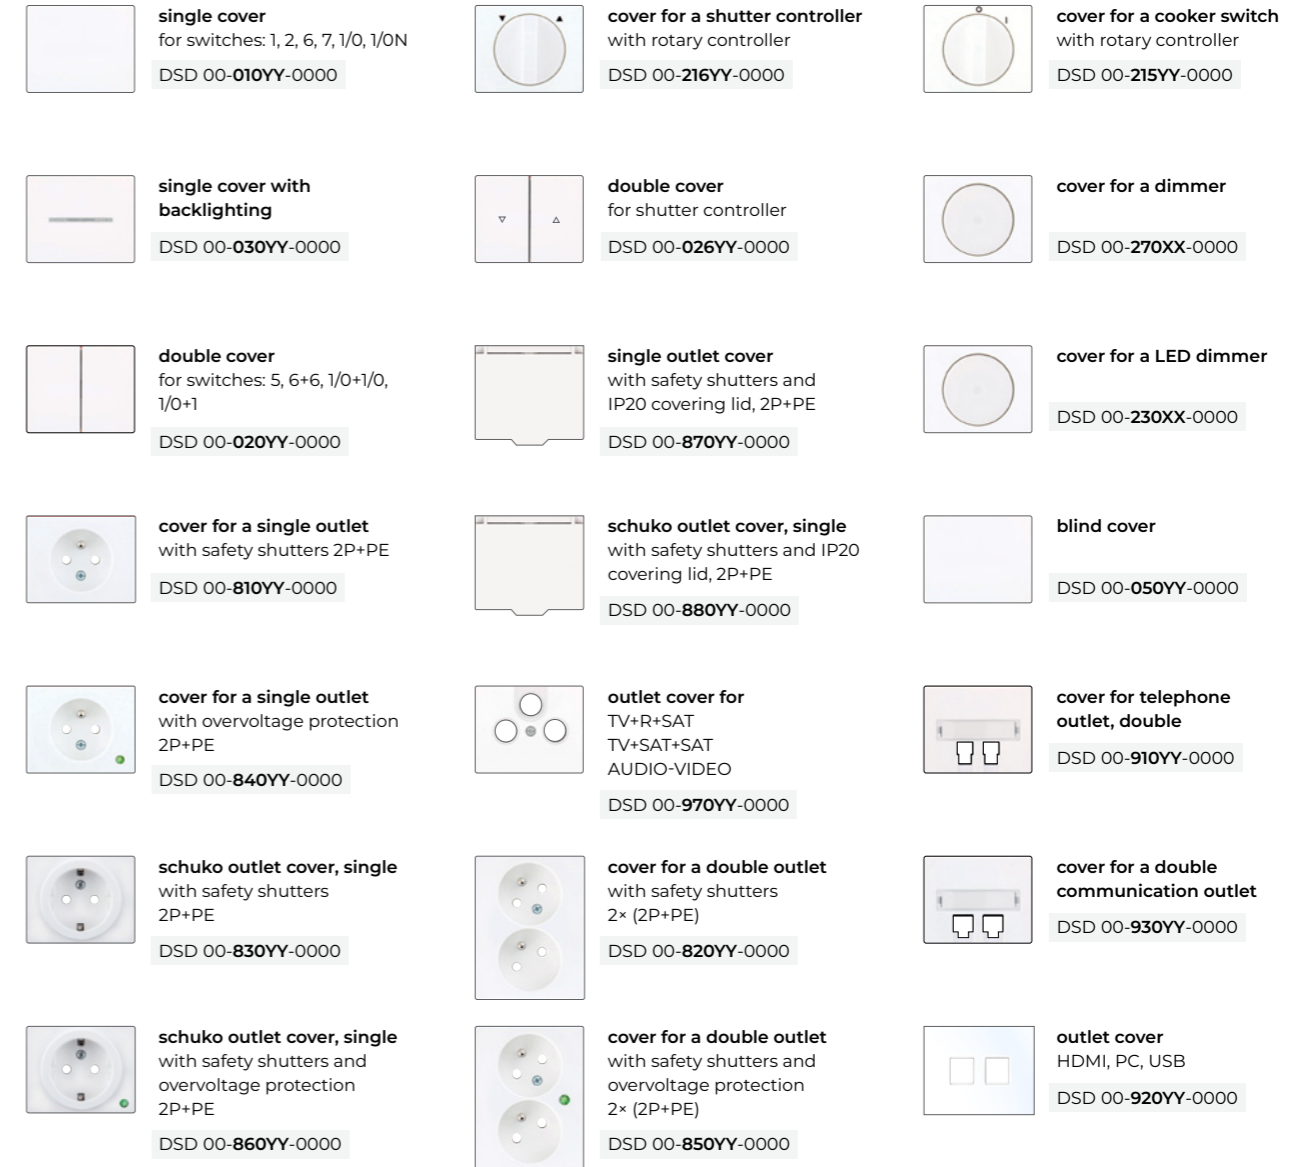 single cover
for switches: 1, 2, 6, 7, 1/0, 1/0N
DSD 00-010YY-0000
single cover with
backlighting
DSD 00-030YY-0000
double cover
for switches: 5, 6+6, 1/0+1/0,
1/0+1
DSD 00-020YY-0000
cover for a single outlet
with safety shutters 2P+PE
DSD 00-810YY-0000
cover for a single outlet
with overvoltage protection
2P+PE
DSD 00-840YY-0000
schuko outlet cover, single
with safety shutters
2P+PE
DSD 00-830YY-0000
schuko outlet cover, single
with safety shutters and
overvoltage protection
2P+PE
DSD 00-860YY-0000
cover for a shutter controller
with rotary controller
DSD 00-216YY-0000
double cover
for shutter controller
DSD 00-026YY-0000
single outlet cover
with safety shutters and
IP20 covering lid, 2P+PE
DSD 00-870YY-0000
schuko outlet cover, single
with safety shutters and IP20
covering lid, 2P+PE
DSD 00-880YY-0000
outlet cover for
TV+R+SAT
TV+SAT+SAT
AUDIO-VIDEO
DSD 00-970YY-0000
cover for a double outlet
with safety shutters
2× (2P+PE)
DSD 00-820YY-0000
cover for a double outlet
with safety shutters and
overvoltage protection
2× (2P+PE)
DSD 00-850YY-0000
cover for a cooker switch
with rotary controller
DSD 00-215YY-0000
cover for a dimmer
DSD 00-270XX-0000
cover for a LED dimmer
DSD 00-230XX-0000
blind cover
DSD 00-050YY-0000
cover for telephone
outlet, double
DSD 00-910YY-0000
cover for a double
communication outlet
DSD 00-930YY-0000
outlet cover
HDMI, PC, USB
DSD 00-920YY-0000